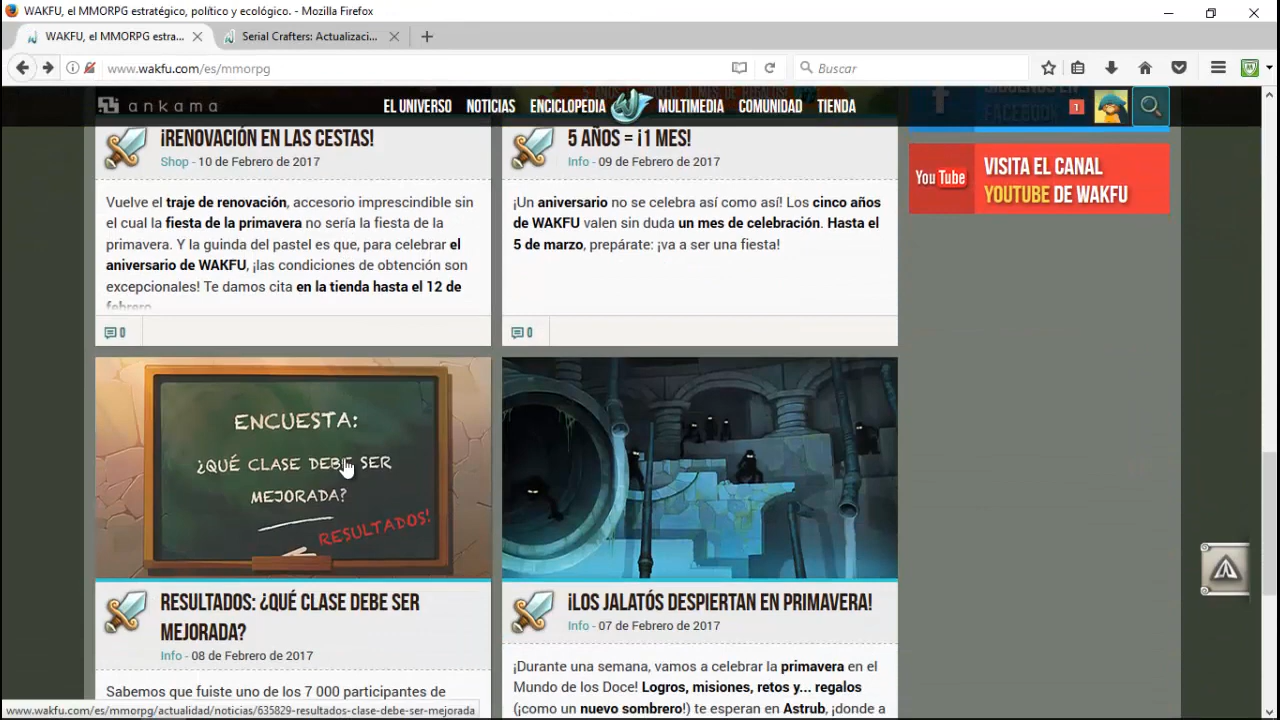 WAKFU, el MMORPG estratégico, político y ecológico. - Mozilla Firefox
WAKFU, el MMORPG estra...
Serial Crafters: Actualizaci...
www.wakfu.com/es/mmorpg
Buscar
ankama
EL UNIVERSO NOTICIAS ENCICLOPEDIA MULTIMEDIA COMUNIDAD TIENDA
SÍGUENOS EN
FACEBOOK
1
¡RENOVACIÓN EN LAS CESTAS!
Shop - 10 de Febrero de 2017
Vuelve el traje de renovación, accesorio imprescindible sin
el cual la fiesta de la primavera no sería la fiesta de la
primavera. Y la guinda del pastel es que, para celebrar el
aniversario de WAKFU, ¡las condiciones de obtención son
excepcionales! Te damos cita en la tienda hasta el 12 de
febrero
0
5 AÑOS = ¡1 MES!
Info - 09 de Febrero de 2017
¡Un aniversario no se celebra así como así! Los cinco años
de WAKFU valen sin duda un mes de celebración. Hasta el
5 de marzo, prepárate: ¡va a ser una fiesta!
0
You Tube
VISITA EL CANAL
YOUTUBE DE WAKFU
ENCUESTA:
¿QUÉ CLASE DEBE SER
MEJORADA?
RESULTADOS!
RESULTADOS: ¿QUÉ CLASE DEBE SER
MEJORADA?
Info - 08 de Febrero de 2017
Sabemos que fuiste uno de los 7 000 participantes de
¡LOS JALATÓS DESPIERTAN EN PRIMAVERA!
Info - 07 de Febrero de 2017
¡Durante una semana, vamos a celebrar la primavera en el
Mundo de los Doce! Logros, misiones, retos y... regalos
(¡como un nuevo sombrero!) te esperan en Astrub, ¡donde a
www.wakfu.com/es/mmorpg/actualidad/noticias/635829-resultados-clase-debe-ser-mejorada